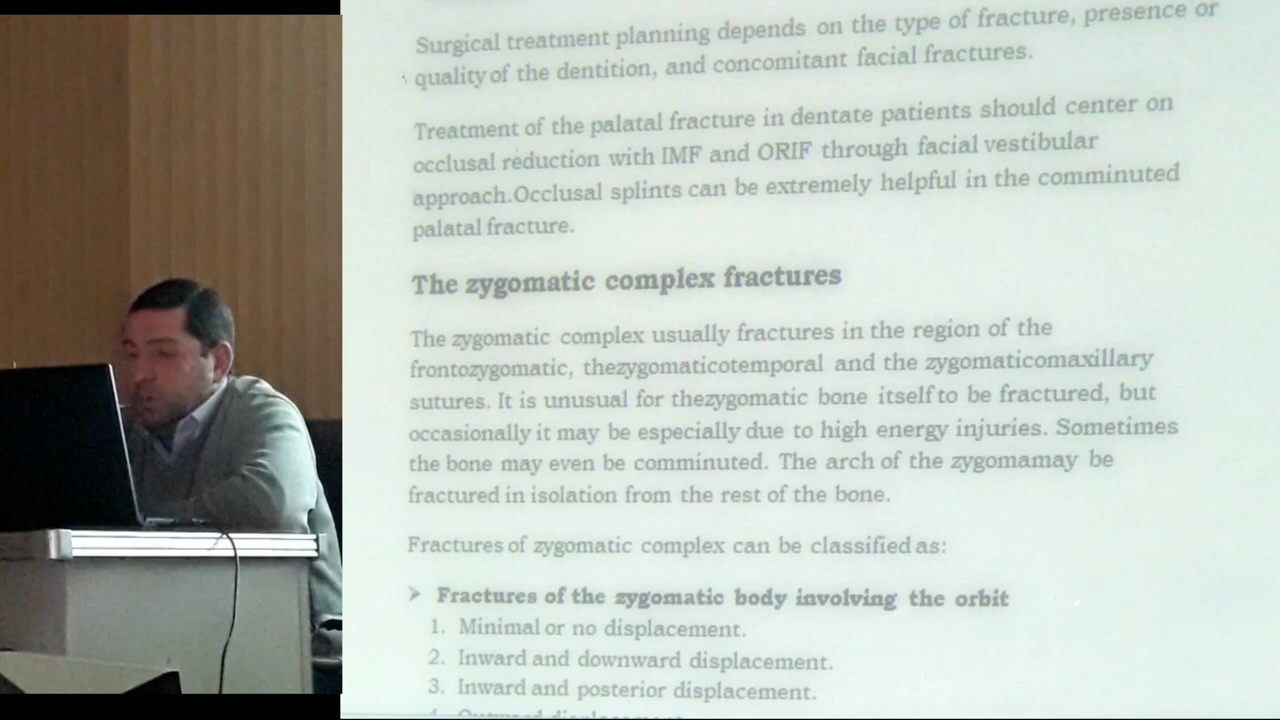 Surgical treatment planning depends on the type of fracture, presence or
quality of the dentition, and concomitant facial fractures.
Treatment of the palatal fracture in dentate patients should center on
occlusal reduction with IMF and ORIF through facial vestibular
approach.Occlusal splints can be extremely helpful in the comminuted
palatal fracture.
The zygomatic complex fractures
The zygomatic complex usually fractures in the region of the
frontozygomatic, thezygomaticotemporal and the zygomaticomaxillary
sutures. It is unusual for thezygomatic bone itself to be fractured, but
occasionally it may be especially due to high energy injuries. Sometimes
the bone may even be comminuted. The arch of the zygomamay be
fractured in isolation from the rest of the bone.
Fractures of zygomatic complex can be classified as:
➤ Fractures of the zygomatic body involving the orbit
1. Minimal or no displacement.
2. Inward and downward displacement.
3. Inward and posterior displacement.